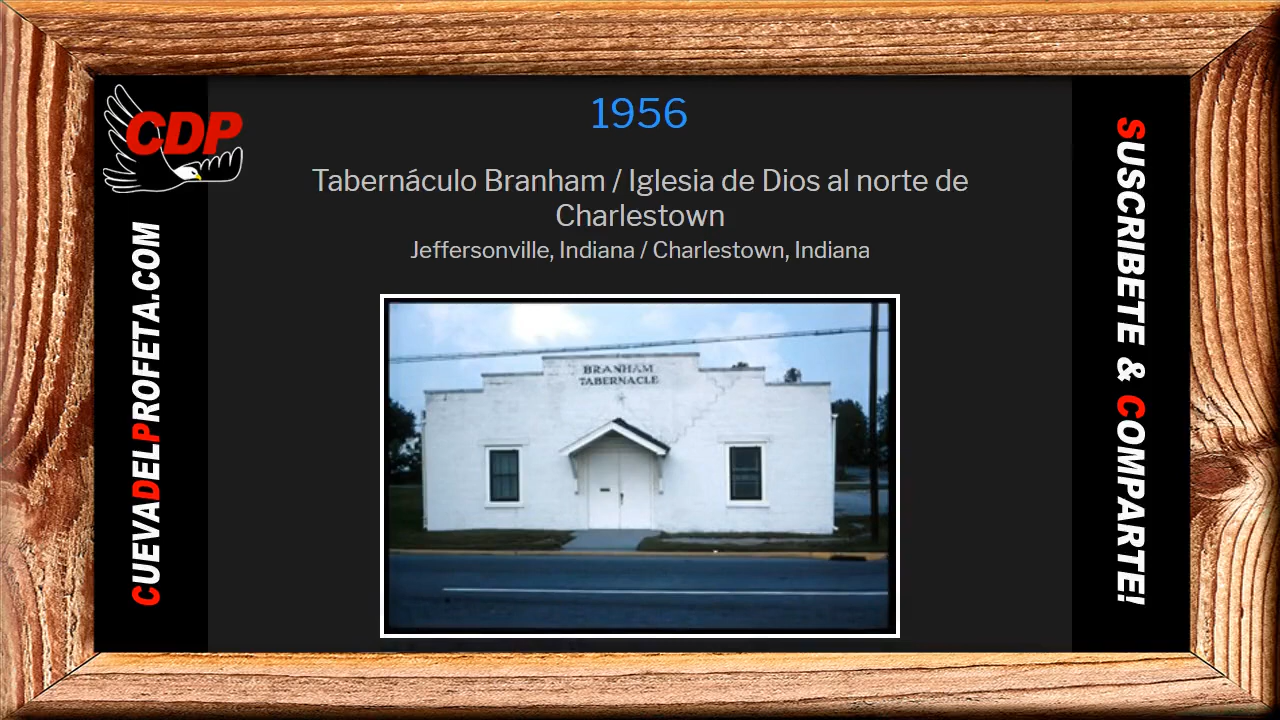 CDP
CUEVADELPROFETA.COM
1956
Tabernáculo Branham / Iglesia de Dios al norte de
Charlestown
Jeffersonville, Indiana / Charlestown, Indiana
BRANHAM
TABERNACLE
SUSCRIBETE & COMPARTE!